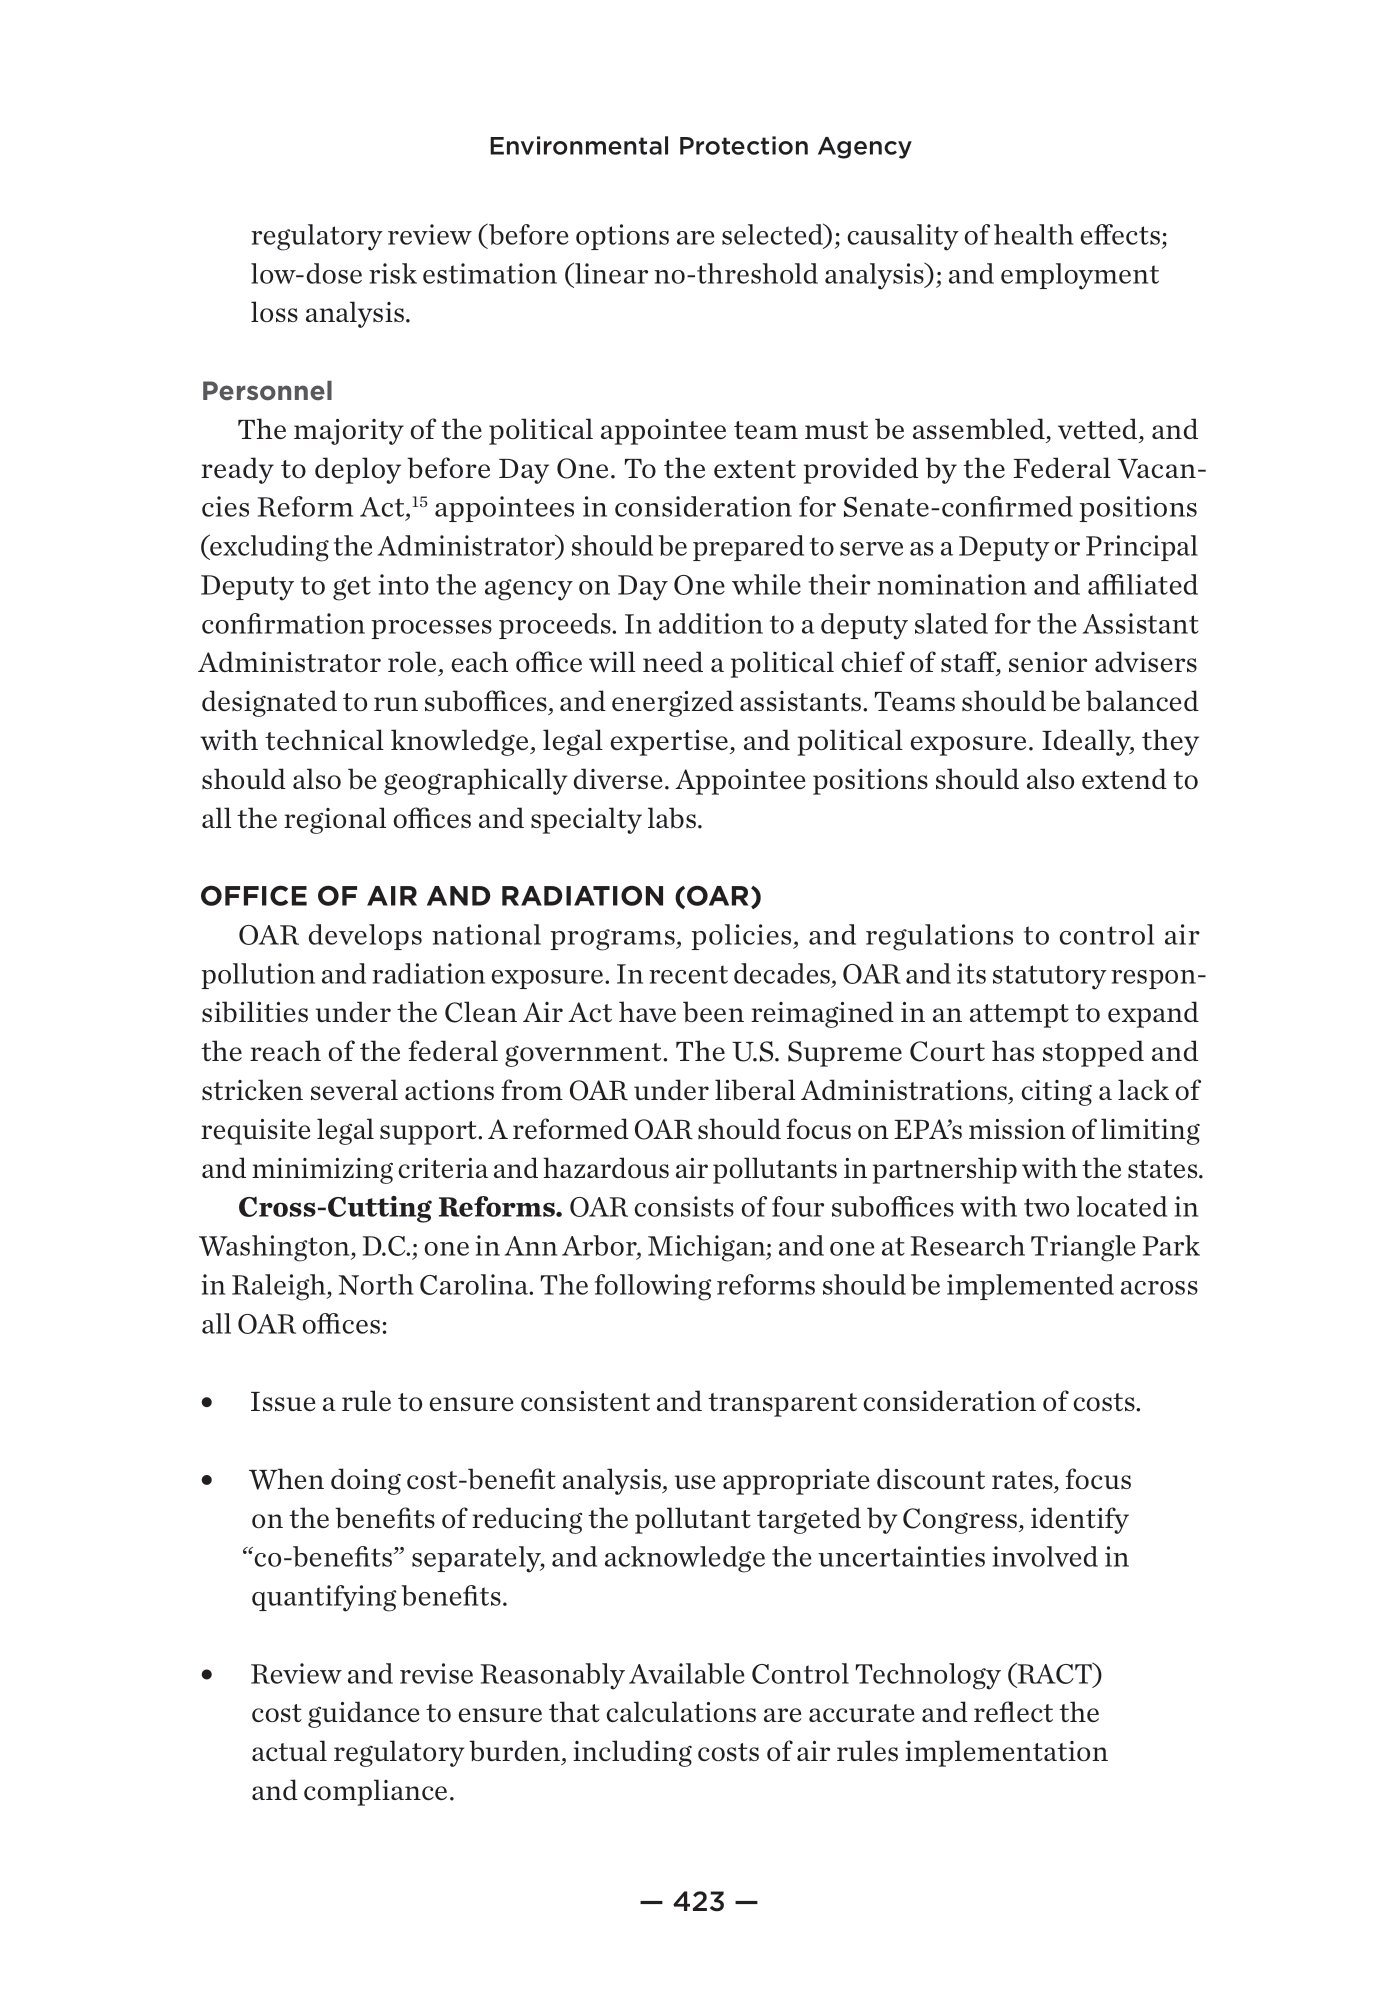 Environmental Protection Agency
regulatory review (before options are selected); causality of health effects;
low-dose risk estimation (linear no-threshold analysis); and employment
loss analysis.
Personnel
The majority of the political appointee team must be assembled, vetted, and
ready to deploy before Day One. To the extent provided by the Federal Vacan-
cies Reform Act,15 appointees in consideration for Senate-confirmed positions
(excluding the Administrator) should be prepared to serve as a Deputy or Principal
Deputy to get into the agency on Day One while their nomination and affiliated
confirmation processes proceeds. In addition to a deputy slated for the Assistant
Administrator role, each office will need a political chief of staff, senior advisers
designated to run suboffices, and energized assistants. Teams should be balanced
with technical knowledge, legal expertise, and political exposure. Ideally, they
should also be geographically diverse. Appointee positions should also extend to
all the regional offices and specialty labs.
OFFICE OF AIR AND RADIATION (OAR)
OAR develops national programs, policies, and regulations to control air
pollution and radiation exposure. In recent decades, OAR and its statutory respon-
sibilities under the Clean Air Act have been reimagined in an attempt to expand
the reach of the federal government. The U.S. Supreme Court has stopped and
stricken several actions from OAR under liberal Administrations, citing a lack of
requisite legal support. A reformed OAR should focus on EPA’s mission of limiting
and minimizing criteria and hazardous air pollutants in partnership with the states.
Cross-Cutting Reforms. OAR consists of four suboffices with two located in
Washington, D.C.; one in Ann Arbor, Michigan; and one at Research Triangle Park
in Raleigh, North Carolina. The following reforms should be implemented across
all OAR offices:
• Issue a rule to ensure consistent and transparent consideration of costs.
• When doing cost-benefit analysis, use appropriate discount rates, focus
on the benefits of reducing the pollutant targeted by Congress, identify
“co-benefits” separately, and acknowledge the uncertainties involved in
quantifying benefits.
• Review and revise Reasonably Available Control Technology (RACT)
cost guidance to ensure that calculations are accurate and reflect the
actual regulatory burden, including costs of air rules implementation
and compliance.
— 423 —